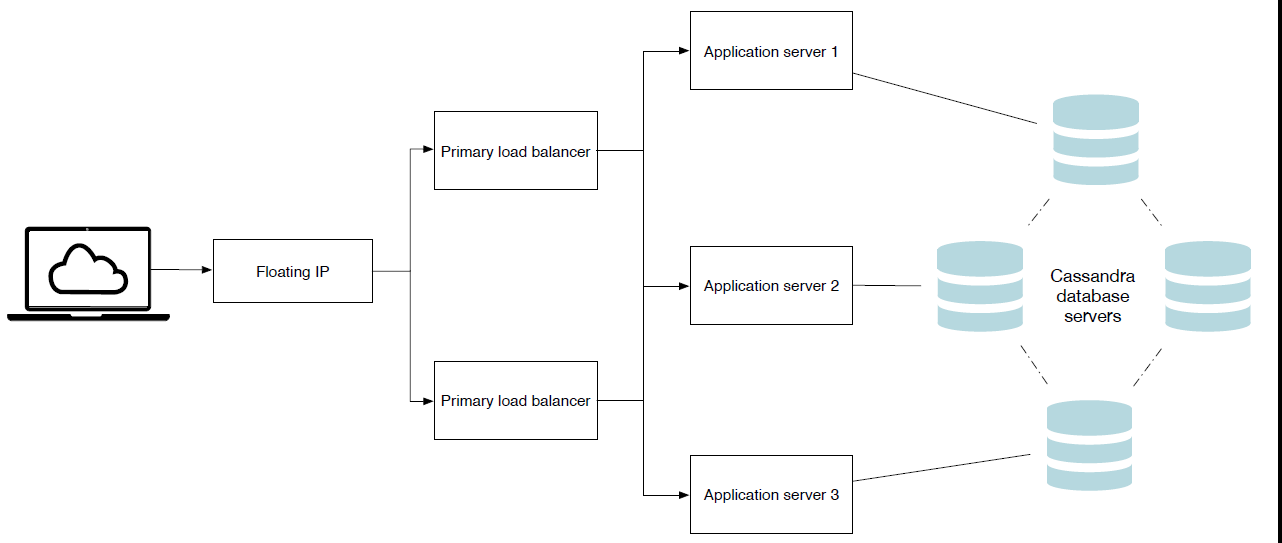 Application server 1
Primary load balancer
Floating IP
Application server 2
Cassandra
database
servers
Primary load balancer
Application server 3